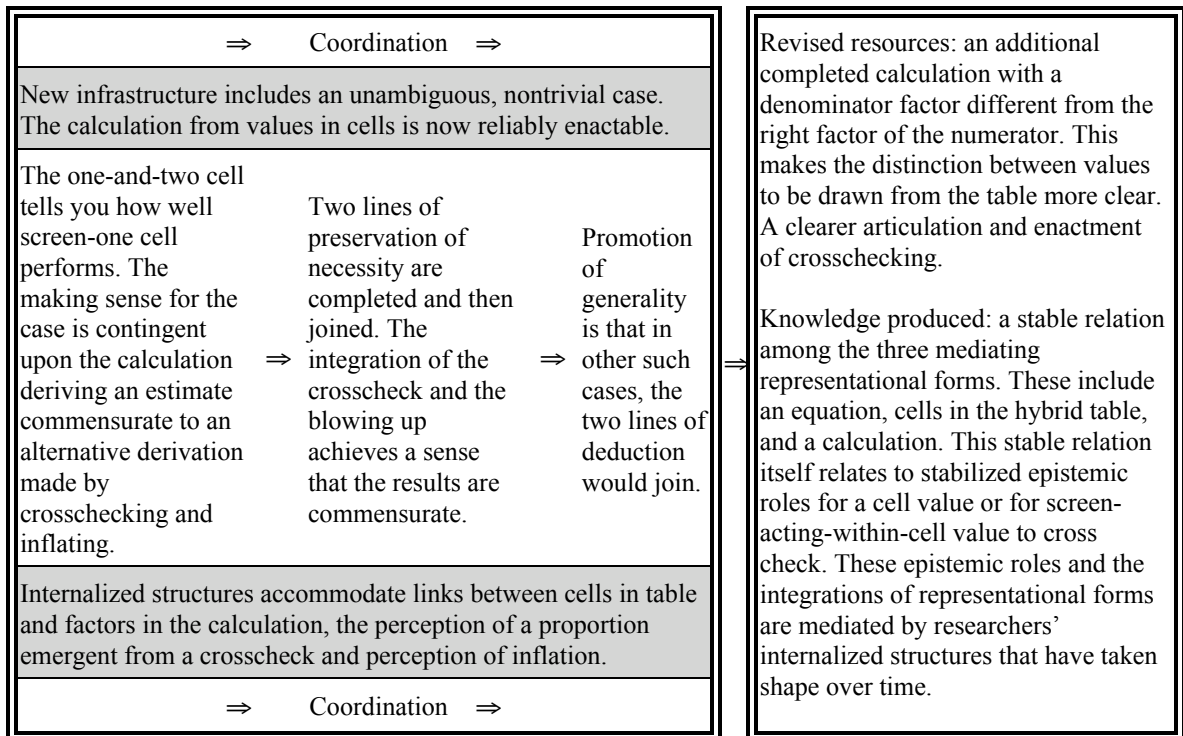 ⇒ Coordination ⇒
New infrastructure includes an unambiguous, nontrivial case.
The calculation from values in cells is now reliably enactable.
The one-and-two cell
tells you how well
screen-one cell
performs. The
making sense for the
case is contingent
upon the calculation
deriving an estimate
commensurate to an
alternative derivation
made by
crosschecking and
inflating.
⇒
Two lines of
preservation of
necessity are
completed and then
joined. The
integration of the
crosscheck and the
blowing up
achieves a sense
that the results are
commensurate.
⇒
Promotion
of
generality
is that in
other such
cases, the
two lines of
deduction
would join.
Internalized structures accommodate links between cells in table
and factors in the calculation, the perception of a proportion
emergent from a crosscheck and perception of inflation.
⇒ Coordination ⇒
⇒
Revised resources: an additional
completed calculation with a
denominator factor different from the
right factor of the numerator. This
makes the distinction between values
to be drawn from the table more clear.
A clearer articulation and enactment
of crosschecking.
Knowledge produced: a stable relation
among the three mediating
representational forms. These include
an equation, cells in the hybrid table,
and a calculation. This stable relation
itself relates to stabilized epistemic
roles for a cell value or for screen-
acting-within-cell value to cross
check. These epistemic roles and the
integrations of representational forms
are mediated by researchers’
internalized structures that have taken
shape over time.